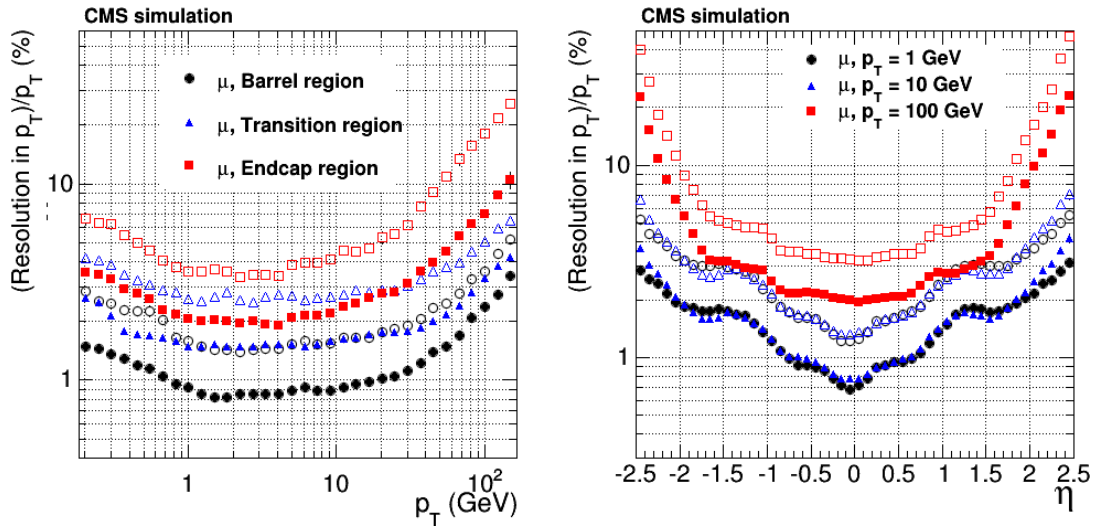 CMS simulation
(Resolution in p_T)/p_T (%)
10
1
μ, Barrel region
μ, Transition region
μ, Endcap region
1 10 10²
p_T (GeV)
CMS simulation
(Resolution in p_T)/p_T (%)
10
1
μ, p_T = 1 GeV
μ, p_T = 10 GeV
μ, p_T = 100 GeV
-2.5 -2 -1.5 -1 -0.5 0 0.5 1 1.5 2 2.5
η